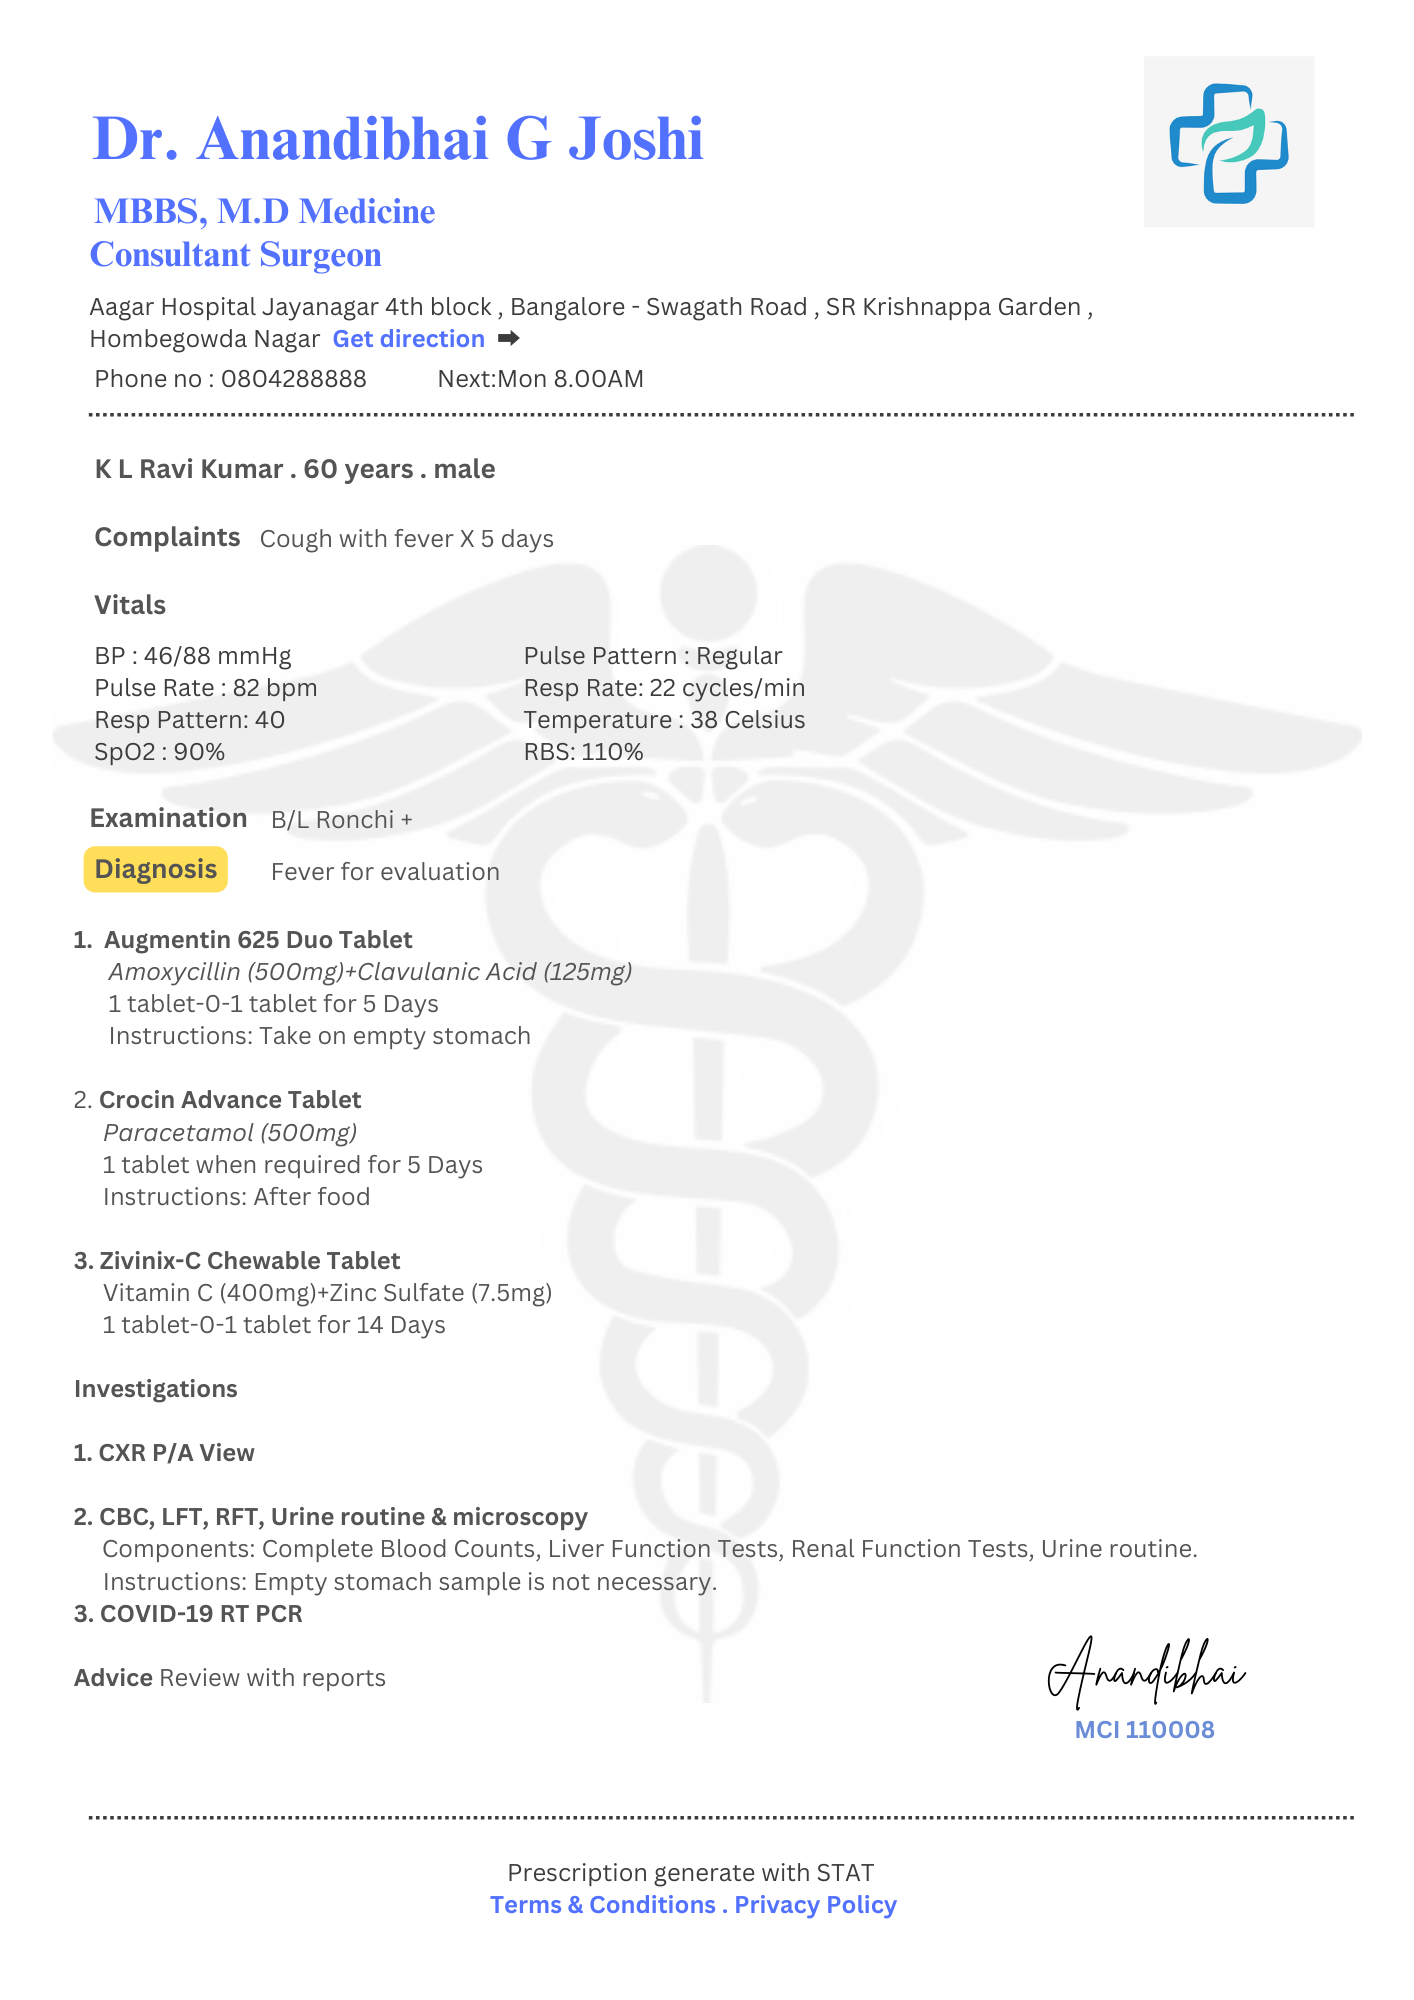 Dr. Anandibhai G Joshi
MBBS, M.D Medicine
Consultant Surgeon
Aagar Hospital Jayanagar 4th block , Bangalore - Swagath Road , SR Krishnappa Garden ,
Hombegowda Nagar Get direction ➡
Phone no : 0804288888 Next:Mon 8.00AM
K L Ravi Kumar . 60 years . male
Complaints Cough with fever X 5 days
Vitals
BP : 46/88 mmHg Pulse Pattern : Regular
Pulse Rate : 82 bpm Resp Rate: 22 cycles/min
Resp Pattern: 40 Temperature : 38 Celsius
SpO2 : 90% RBS: 110%
Examination B/L Ronchi +
Diagnosis Fever for evaluation
1. Augmentin 625 Duo Tablet
Amoxycillin (500mg)+Clavulanic Acid (125mg)
1 tablet-0-1 tablet for 5 Days
Instructions: Take on empty stomach
2. Crocin Advance Tablet
Paracetamol (500mg)
1 tablet when required for 5 Days
Instructions: After food
3. Zivinix-C Chewable Tablet
Vitamin C (400mg)+Zinc Sulfate (7.5mg)
1 tablet-0-1 tablet for 14 Days
Investigations
1. CXR P/A View
2. CBC, LFT, RFT, Urine routine & microscopy
Components: Complete Blood Counts, Liver Function Tests, Renal Function Tests, Urine routine.
Instructions: Empty stomach sample is not necessary.
3. COVID-19 RT PCR
Advice Review with reports
Anandibhai
MCI 110008
Prescription generate with STAT
Terms & Conditions . Privacy Policy